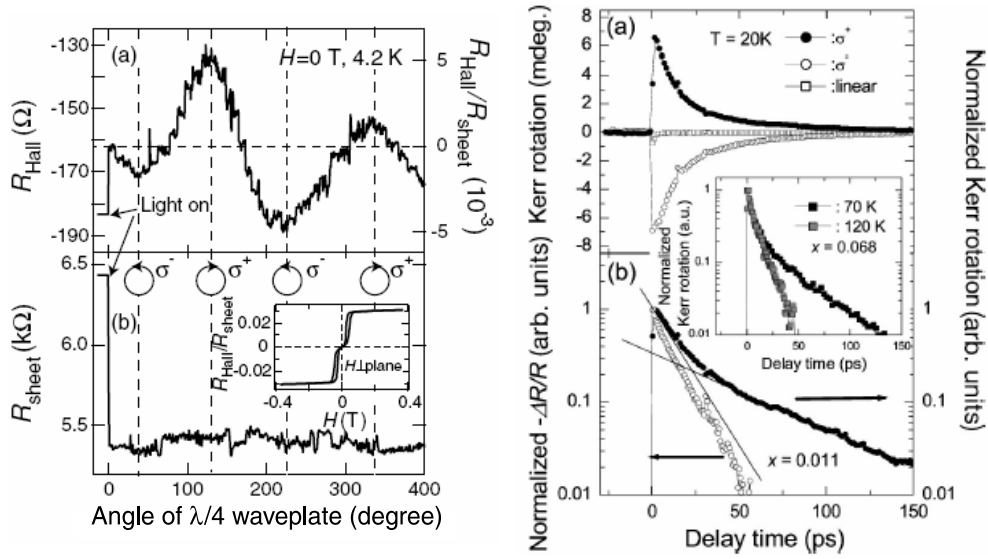 (a)
H=0 T, 4.2 K
-130
-150
-170
-190
R_Hall (Ω)
5
0
-5
R_Hall/R_sheet (10⁻³)
Light on
σ⁻
σ⁺
σ⁻
σ⁺
(b)
6.5
6.0
5.5
R_sheet (kΩ)
0.03
0
-0.03
R_Hall/R_sheet
H⊥plane
-0.4
0
0.4
H(T)
0
100
200
300
400
Angle of λ/4 waveplate (degree)
(a)
T = 20K
:σ⁺
:σ⁻
:linear
8
6
4
2
0
-2
-4
-6
-8
Kerr rotation (mdeg.)
1
0.1
0.01
Normalized
Kerr rotation (a.u.)
: 70 K
: 120 K
x = 0.068
0
50
100
150
Delay time (ps)
(b)
1
0.1
0.01
Normalized -ΔR/R (arb. units)
1
0.1
0.01
Normalized Kerr rotation (arb. units)
x = 0.011
0
50
100
150
Delay time (ps)